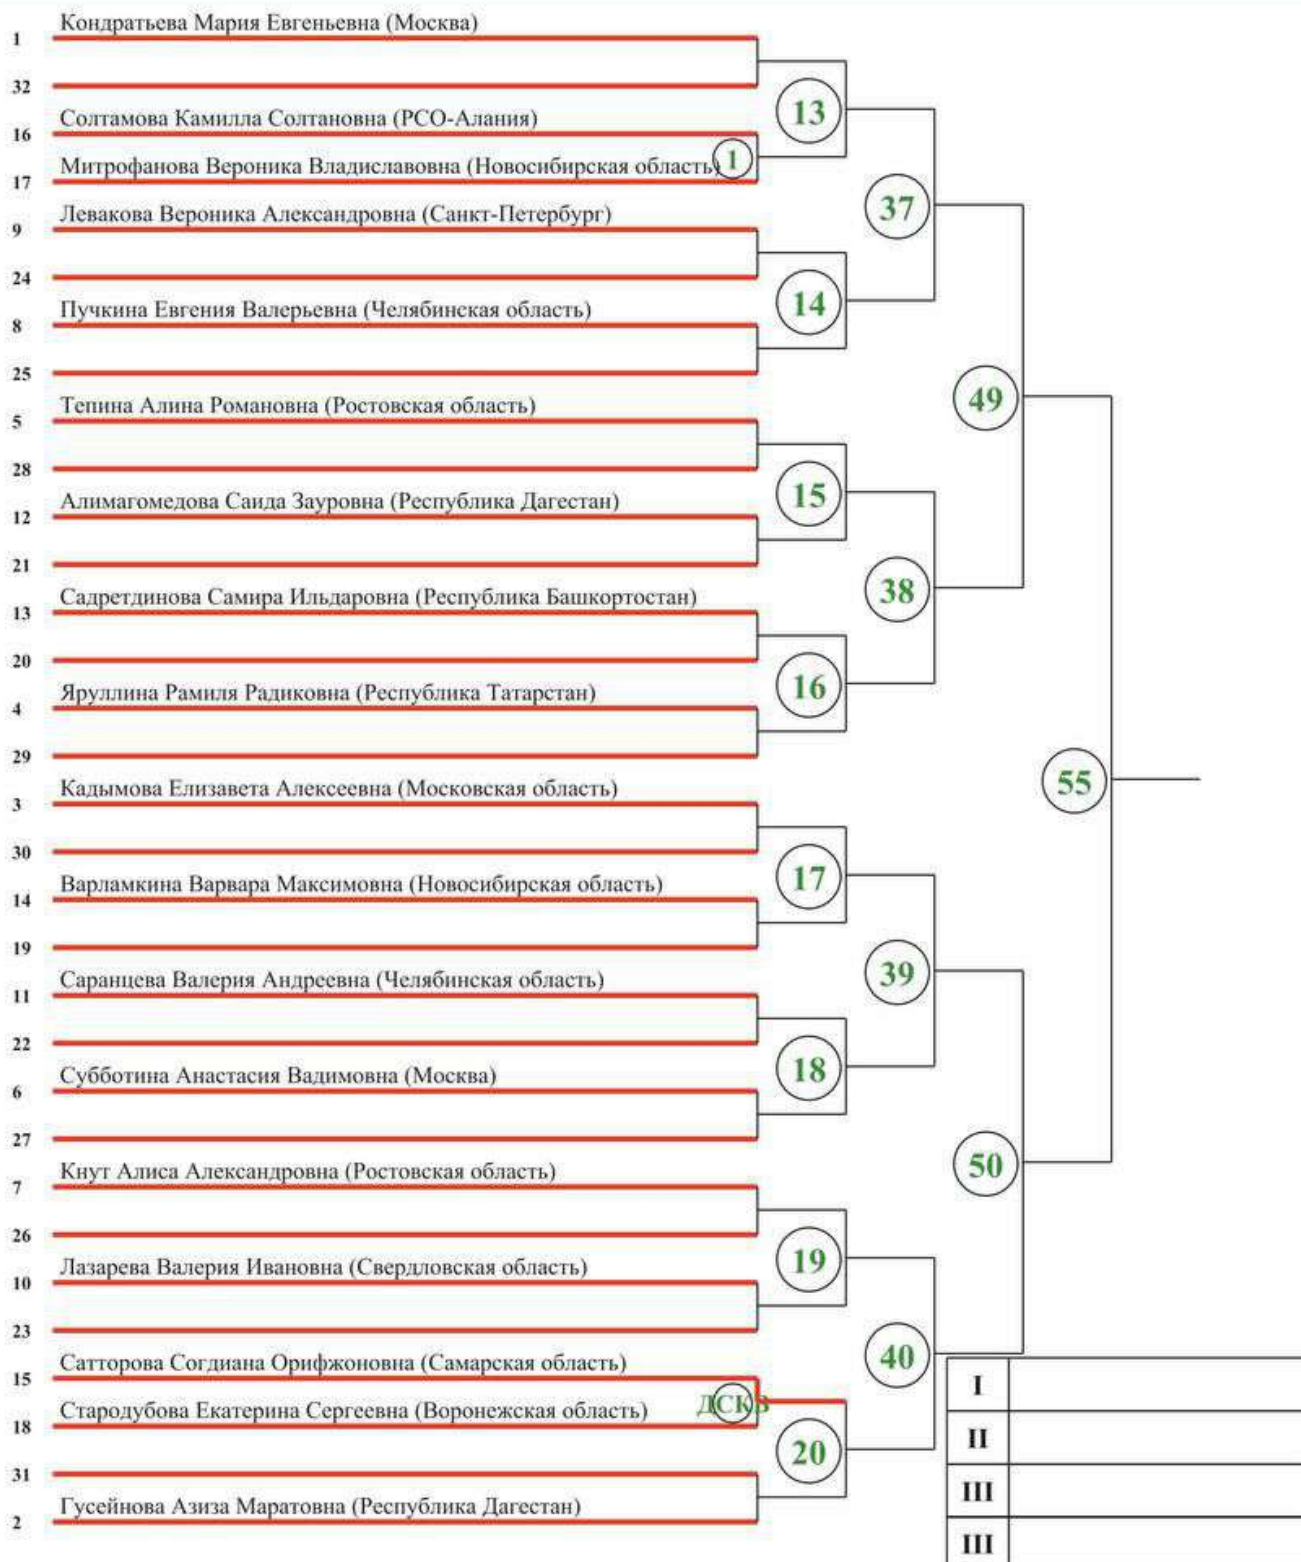 Кондратьева Мария Евгеньевна (Москва)
1
32
Солтамова Камилла Солтановна (РСО-Алания)
16
Митрофанова Вероника Владиславовна (Новосибирская область)
17
Левакова Вероника Александровна (Санкт-Петербург)
9
24
Пучкина Евгения Валерьевна (Челябинская область)
8
25
Тепина Алина Романовна (Ростовская область)
5
28
Алимагомедова Саида Зауровна (Республика Дагестан)
12
21
Садретдинова Самира Ильдаровна (Республика Башкортостан)
13
20
Яруллина Рамиля Радиковна (Республика Татарстан)
4
29
Кадымова Елизавета Алексеевна (Московская область)
3
30
Варламкина Варвара Максимовна (Новосибирская область)
14
19
Саранцева Валерия Андреевна (Челябинская область)
11
22
Субботина Анастасия Вадимовна (Москва)
6
27
Кнут Алиса Александровна (Ростовская область)
7
26
Лазарева Валерия Ивановна (Свердловская область)
10
23
Сатторова Согдиана Орифжоновна (Самарская область)
15
Стародубова Екатерина Сергеевна (Воронежская область)
18
31
Гусейнова Азиза Маратовна (Республика Дагестан)
2
1
ДСКВ
13
14
15
16
17
18
19
20
37
38
39
40
49
50
55
I
II
III
III